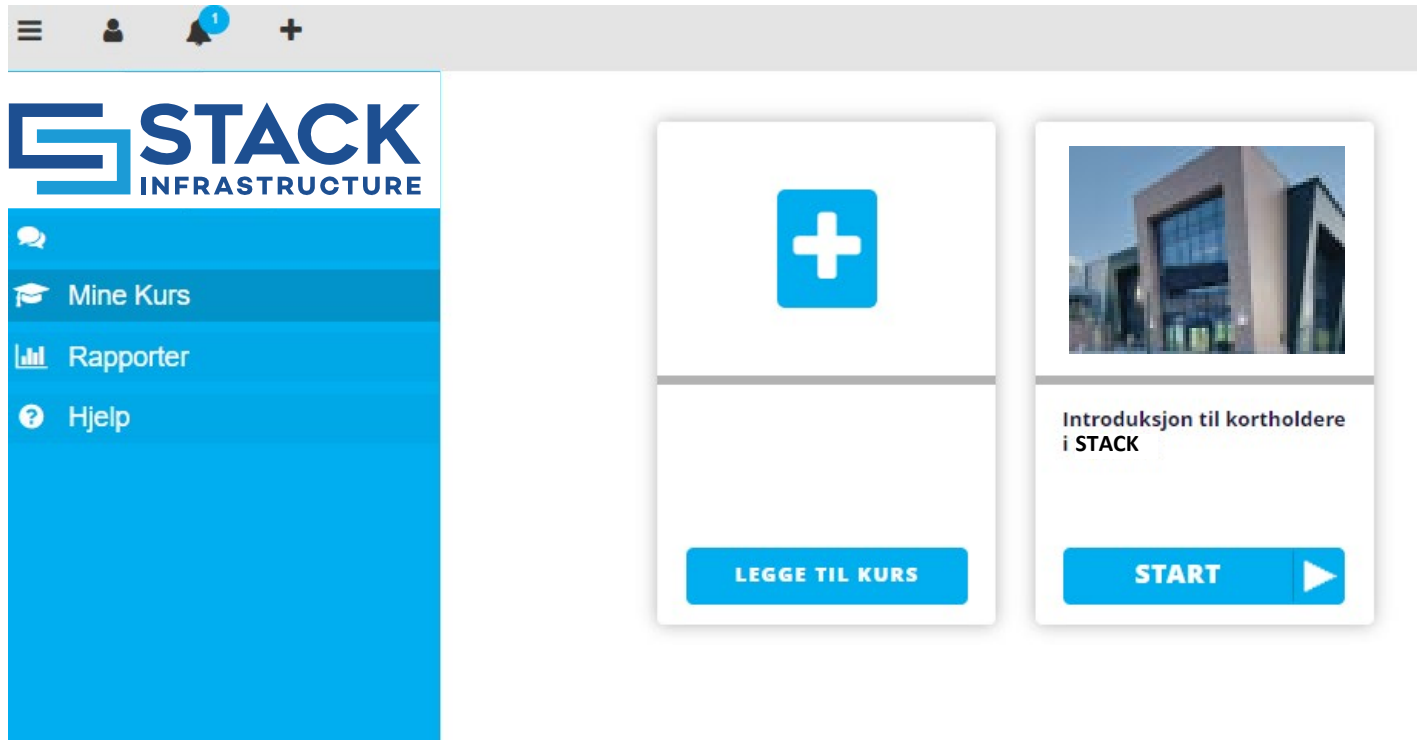 1
STACK
INFRASTRUCTURE
Mine Kurs
Rapporter
Hjelp
LEGGE TIL KURS
Introduksjon til kortholdere
i STACK
START